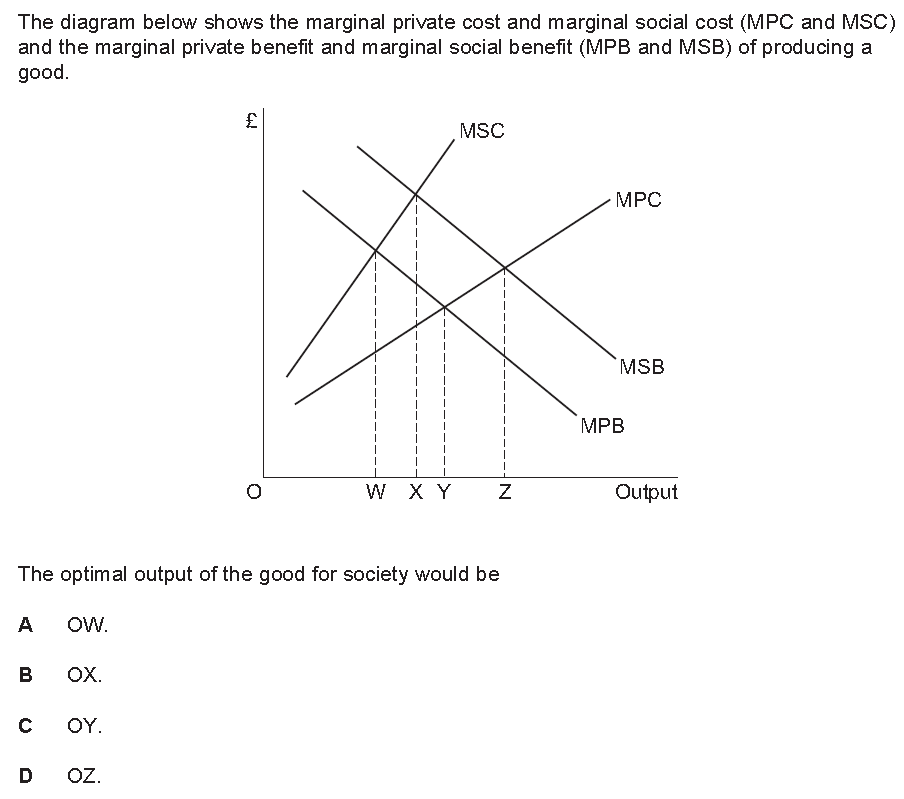 The diagram below shows the marginal private cost and marginal social cost (MPC and MSC)
and the marginal private benefit and marginal social benefit (MPB and MSB) of producing a
good.
£
MSC
MPC
MSB
MPB
O W X Y Z Output
The optimal output of the good for society would be
A OW.
B OX.
C OY.
D OZ.